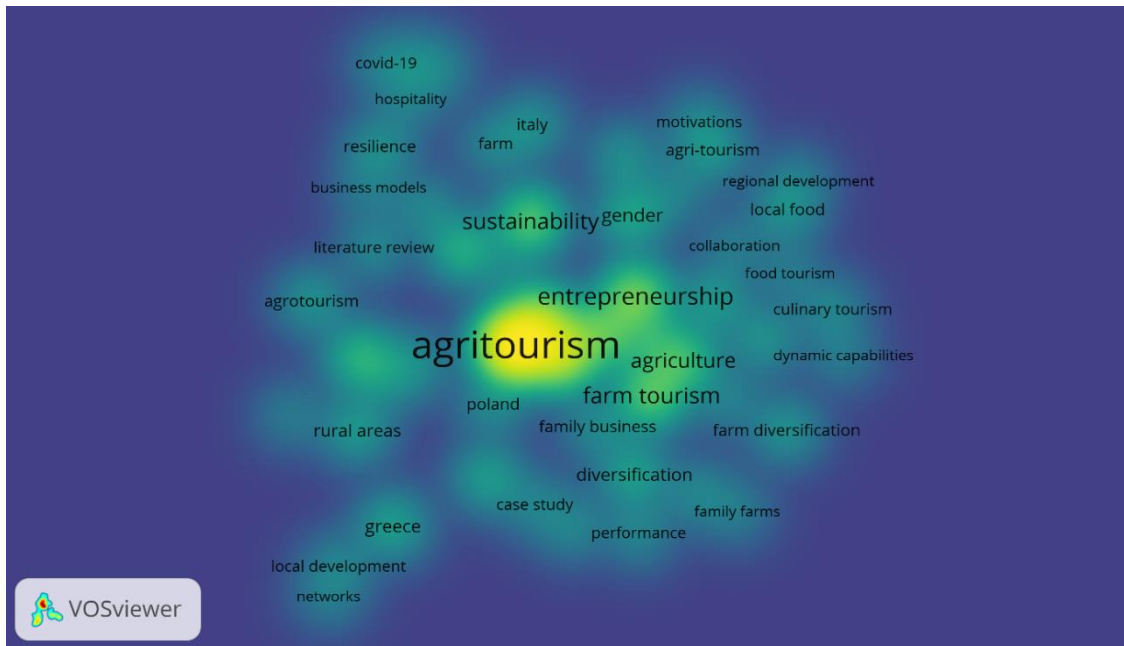 covid-19
hospitality
italy
motivations
farm
resilience
agri-tourism
business models
regional development
local food
sustainability
gender
literature review
collaboration
food tourism
agrotourism
entrepreneurship
culinary tourism
agritourism
agriculture
dynamic capabilities
farm tourism
poland
family business
rural areas
farm diversification
diversification
case study
family farms
greece
performance
local development
networks
VOSviewer